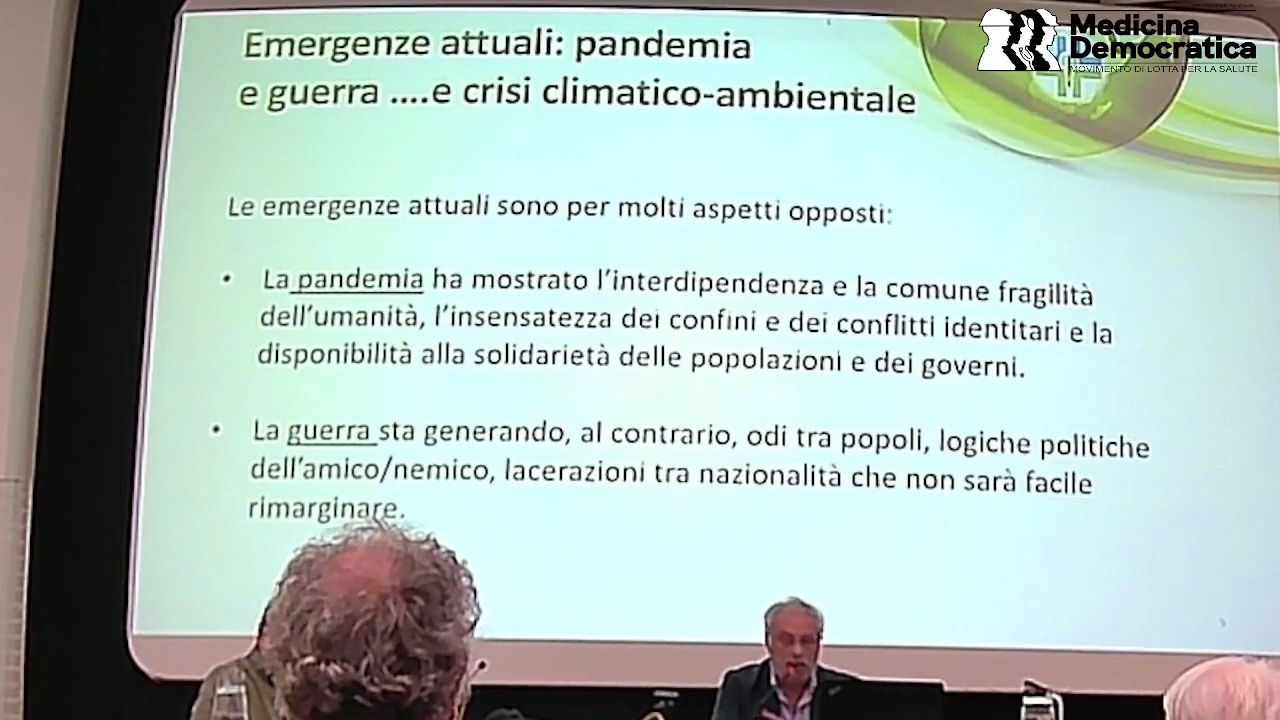 Medicina
Democratica
MOVIMENTO DI LOTTA PER LA SALUTE
Emergenze attuali: pandemia
e guerra ....e crisi climatico-ambientale
Le emergenze attuali sono per molti aspetti opposti:
• La pandemia ha mostrato l'interdipendenza e la comune fragilità
dell'umanità, l'insensatezza dei confini e dei conflitti identitari e la
disponibilità alla solidarietà delle popolazioni e dei governi.
• La guerra sta generando, al contrario, odi tra popoli, logiche politiche
dell'amico/nemico, lacerazioni tra nazionalità che non sarà facile
rimarginare.